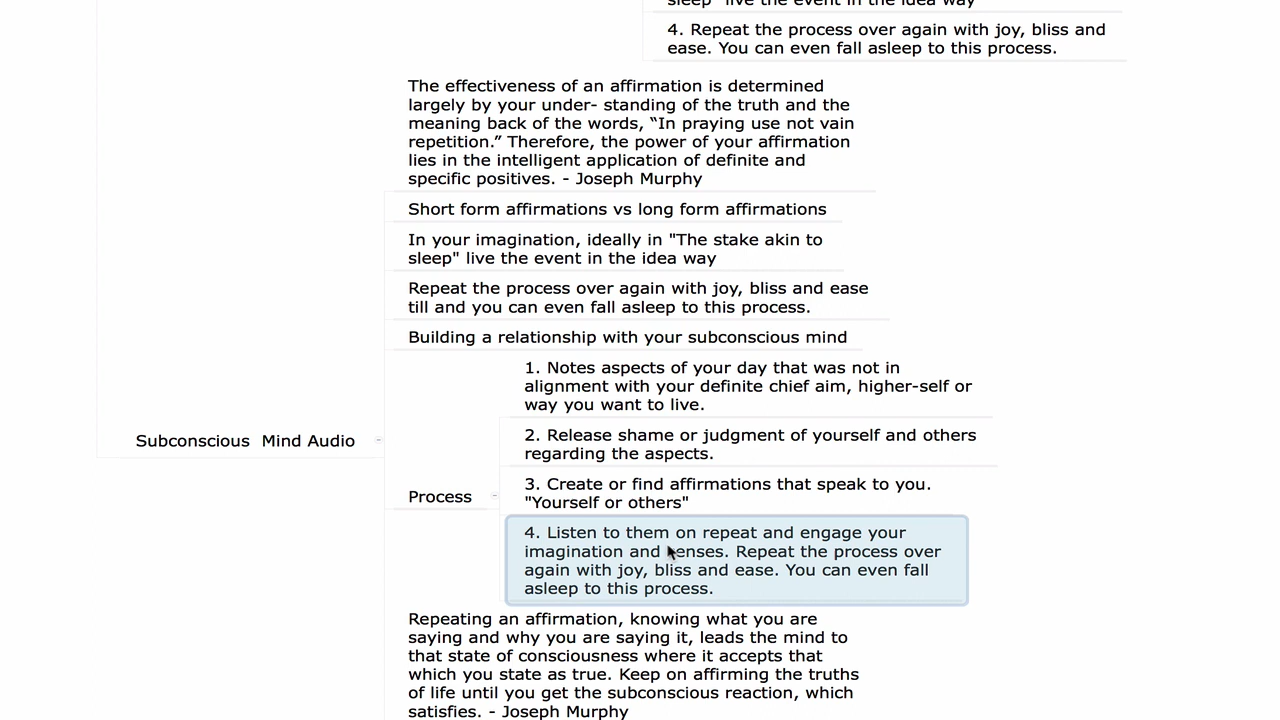 sleep" live the event in the idea way
4. Repeat the process over again with joy, bliss and
ease. You can even fall asleep to this process.
The effectiveness of an affirmation is determined
largely by your under- standing of the truth and the
meaning back of the words, “In praying use not vain
repetition.” Therefore, the power of your affirmation
lies in the intelligent application of definite and
specific positives. - Joseph Murphy
Short form affirmations vs long form affirmations
In your imagination, ideally in "The stake akin to
sleep" live the event in the idea way
Repeat the process over again with joy, bliss and ease
till and you can even fall asleep to this process.
Building a relationship with your subconscious mind
1. Notes aspects of your day that was not in
alignment with your definite chief aim, higher-self or
way you want to live.
2. Release shame or judgment of yourself and others
regarding the aspects.
Subconscious  Mind Audio
Process
3. Create or find affirmations that speak to you.
"Yourself or others"
4. Listen to them on repeat and engage your
imagination and senses. Repeat the process over
again with joy, bliss and ease. You can even fall
asleep to this process.
Repeating an affirmation, knowing what you are
saying and why you are saying it, leads the mind to
that state of consciousness where it accepts that
which you state as true. Keep on affirming the truths
of life until you get the subconscious reaction, which
satisfies. - Joseph Murphy